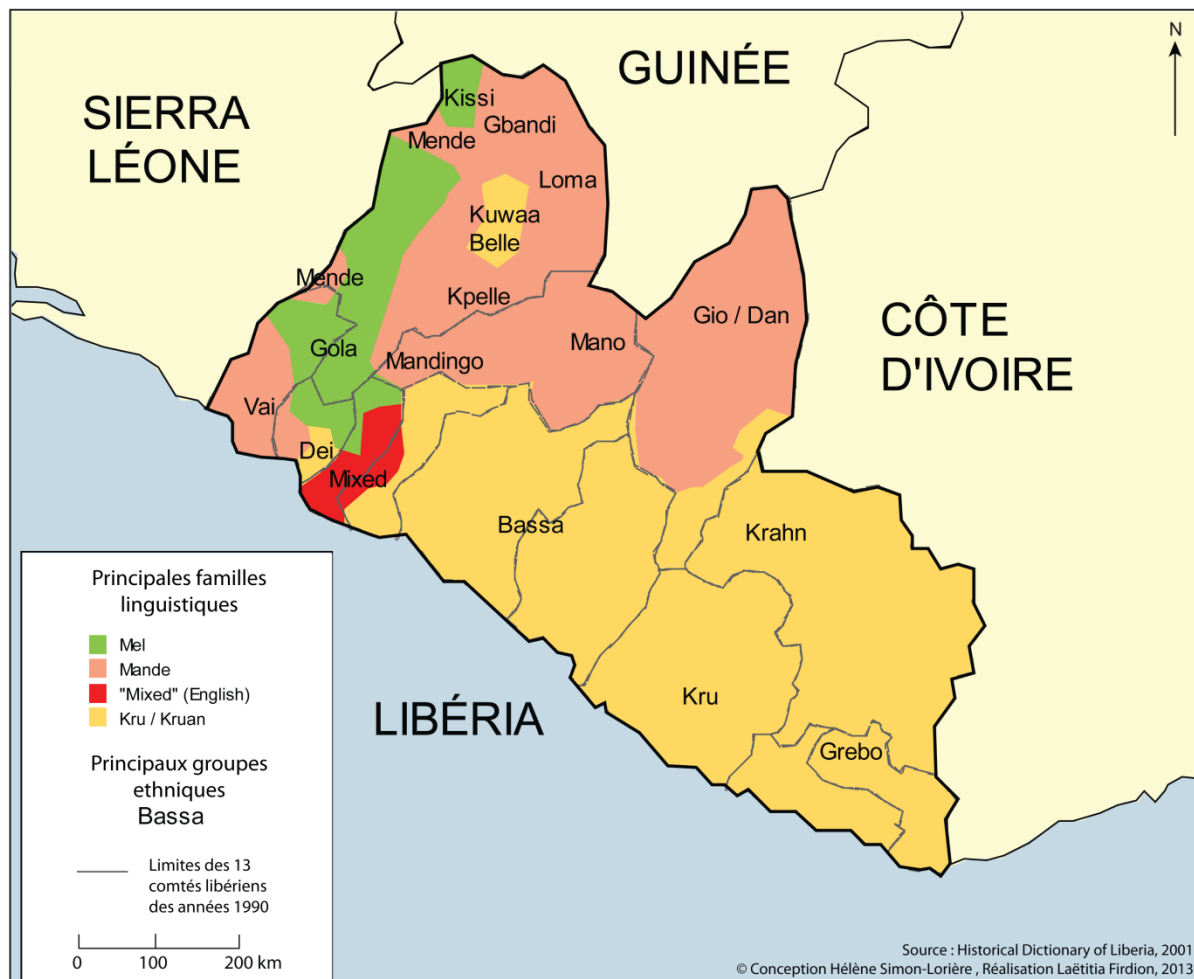 N
GUINÉE
SIERRA
LÉONE
Kissi
Gbandi
Mende
Loma
Kuwaa
Belle
Mende
Kpelle
Gio / Dan
CÔTE
D'IVOIRE
Mano
Gola
Mandingo
Vai
Dei
Mixed
Bassa
Krahn
Kru
LIBÉRIA
Grebo
Principales familles
linguistiques
Mel
Mande
"Mixed" (English)
Kru / Kruan
Principaux groupes
ethniques
Bassa
Limites des 13
comtés libériens
des années 1990
0 100 200 km
Source : Historical Dictionary of Liberia, 2001
© Conception Hélène Simon-Lorière , Réalisation Laëtitia Firdion, 2013